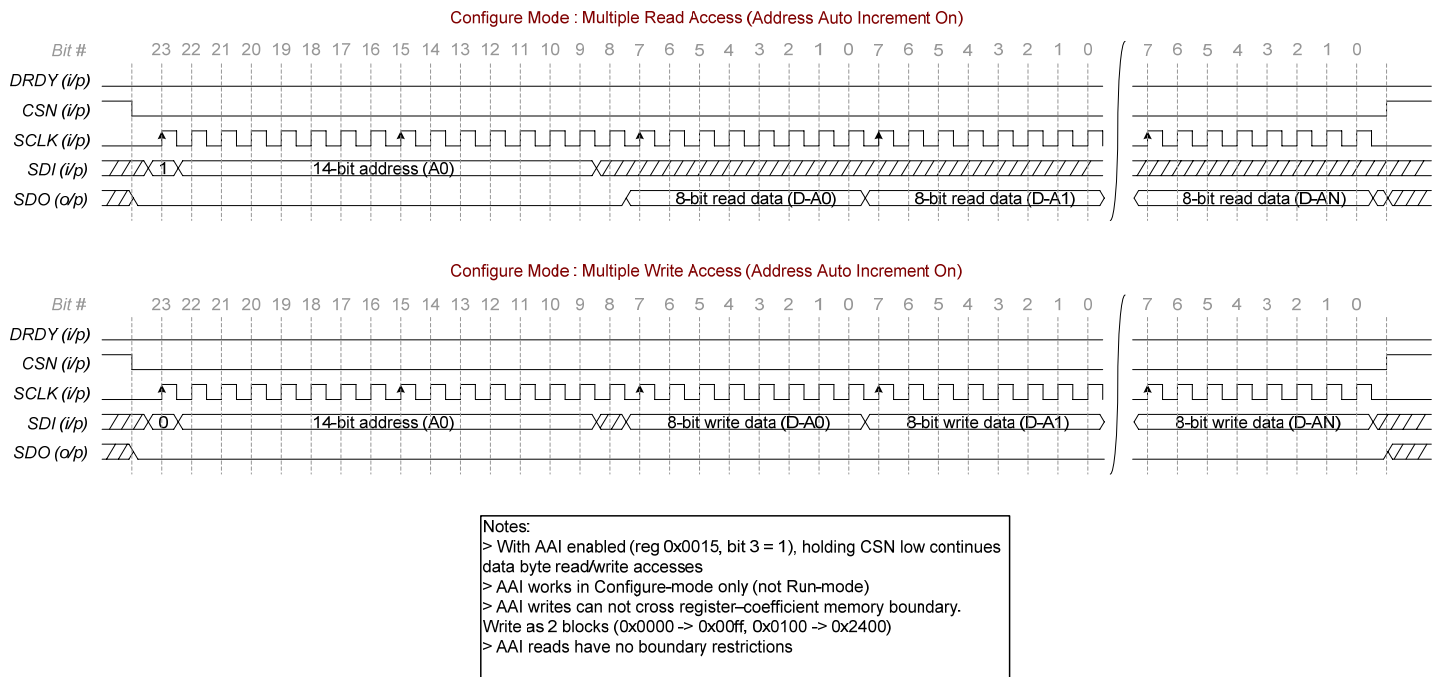 Configure Mode : Multiple Read Access (Address Auto Increment On)
Bit # 23 22 21 20 19 18 17 16 15 14 13 12 11 10 9 8 7 6 5 4 3 2 1 0 7 6 5 4 3 2 1 0 7 6 5 4 3 2 1 0
DRDY (i/p)
CSN (i/p)
SCLK (i/p)
SDI (i/p) 1 14-bit address (A0)
SDO (o/p) 8-bit read data (D-A0) 8-bit read data (D-A1) 8-bit read data (D-AN)
Configure Mode : Multiple Write Access (Address Auto Increment On)
Bit # 23 22 21 20 19 18 17 16 15 14 13 12 11 10 9 8 7 6 5 4 3 2 1 0 7 6 5 4 3 2 1 0 7 6 5 4 3 2 1 0
DRDY (i/p)
CSN (i/p)
SCLK (i/p)
SDI (i/p) 0 14-bit address (A0) 8-bit write data (D-A0) 8-bit write data (D-A1) 8-bit write data (D-AN)
SDO (o/p)
Notes:
> With AAI enabled (reg 0x0015, bit 3 = 1), holding CSN low continues
data byte read/write accesses
> AAI works in Configure-mode only (not Run-mode)
> AAI writes can not cross register–coefficient memory boundary.
Write as 2 blocks (0x0000 -> 0x00ff, 0x0100 -> 0x2400)
> AAI reads have no boundary restrictions